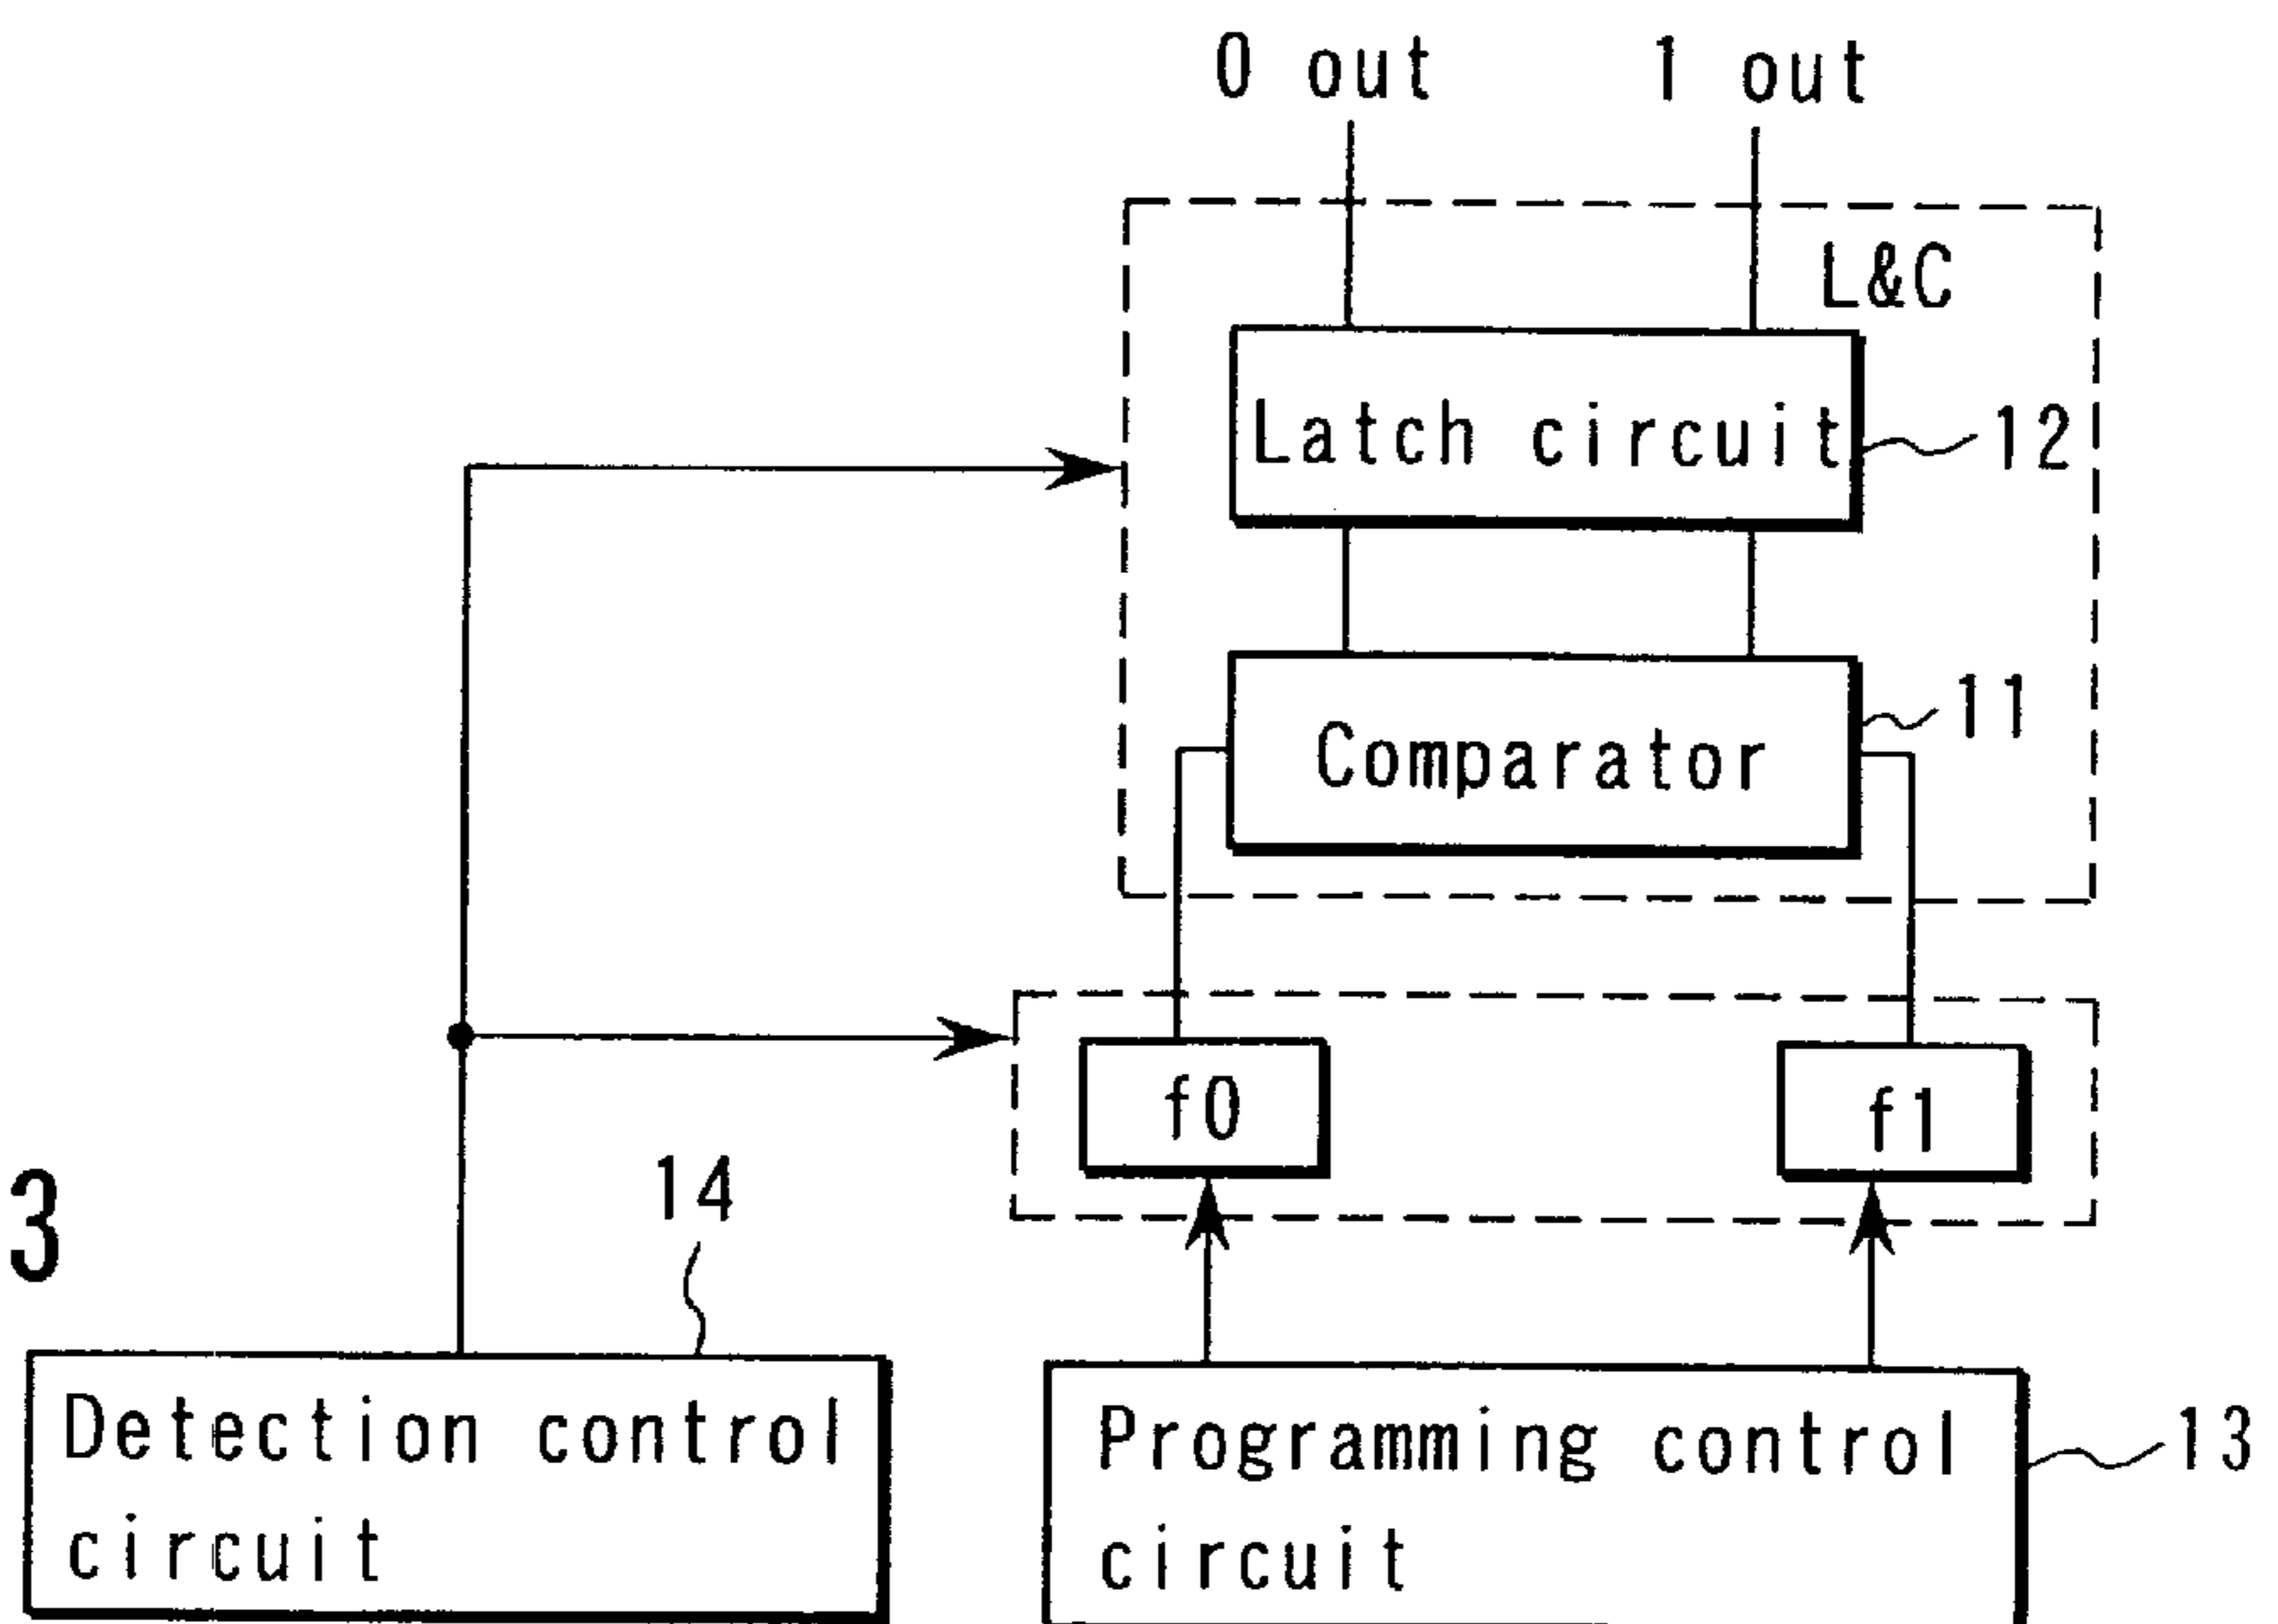 0 out 1 out
L&C
Latch circuit 12
Comparator 11
f0 f1
3
14
Detection control
circuit
Programming control
circuit
13